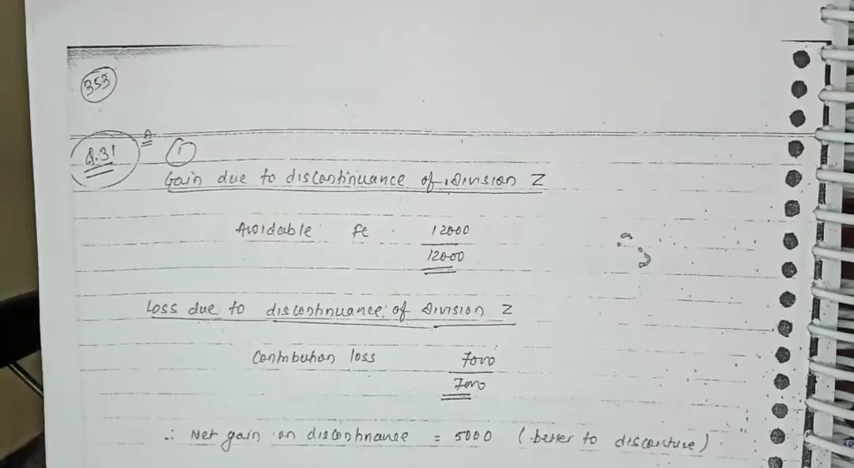 353
Q.31 A 1
Gain due to discontinuance of Division Z
Avoidable FC 12000
12000
Loss due to discontinuance of Division Z
Contribution loss 7000
7000
∴ Net gain on discontinuance = 5000 (better to discontinue)